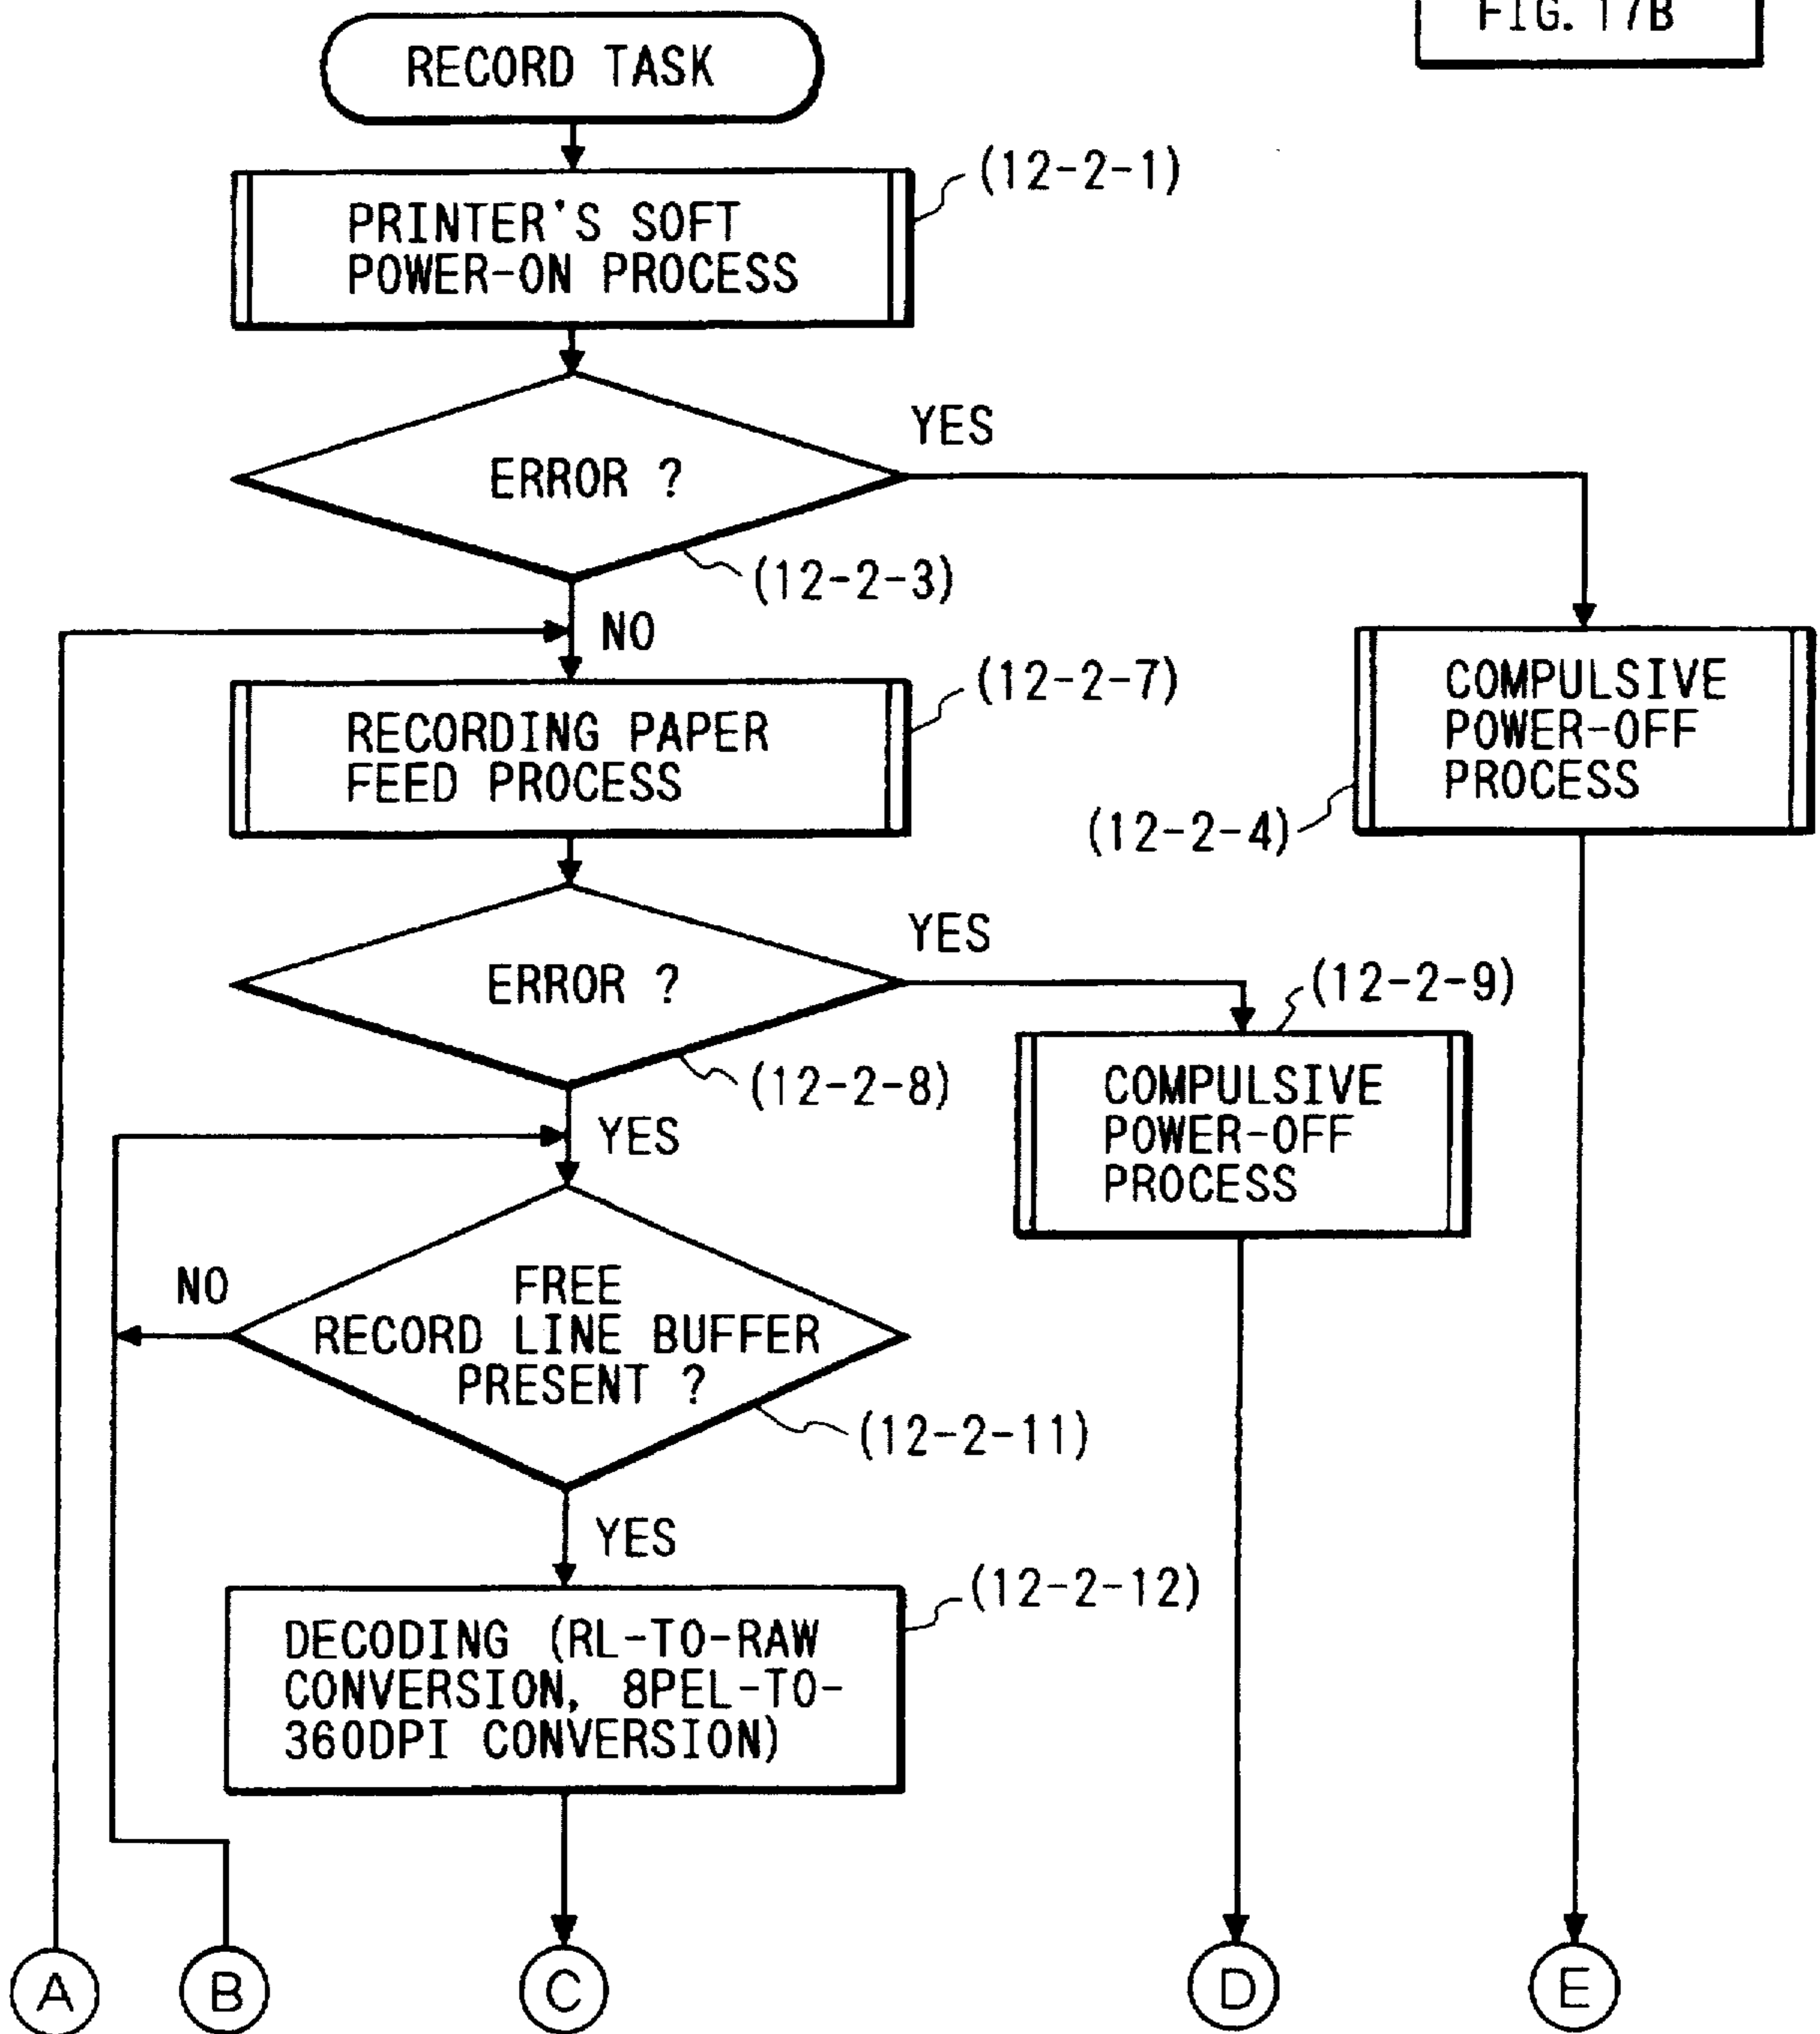 FIG. 17B
RECORD TASK
(12-2-1)
PRINTER'S SOFT
POWER-ON PROCESS
YES
ERROR ?
(12-2-3)
NO
(12-2-7)
RECORDING PAPER
FEED PROCESS
COMPULSIVE
POWER-OFF
PROCESS
(12-2-4)
YES
ERROR ?
(12-2-9)
(12-2-8)
COMPULSIVE
POWER-OFF
PROCESS
YES
NO
FREE
RECORD LINE BUFFER
PRESENT ?
(12-2-11)
YES
(12-2-12)
DECODING (RL-TO-RAW
CONVERSION, 8PEL-TO-
360DPI CONVERSION)
A
B
C
D
E